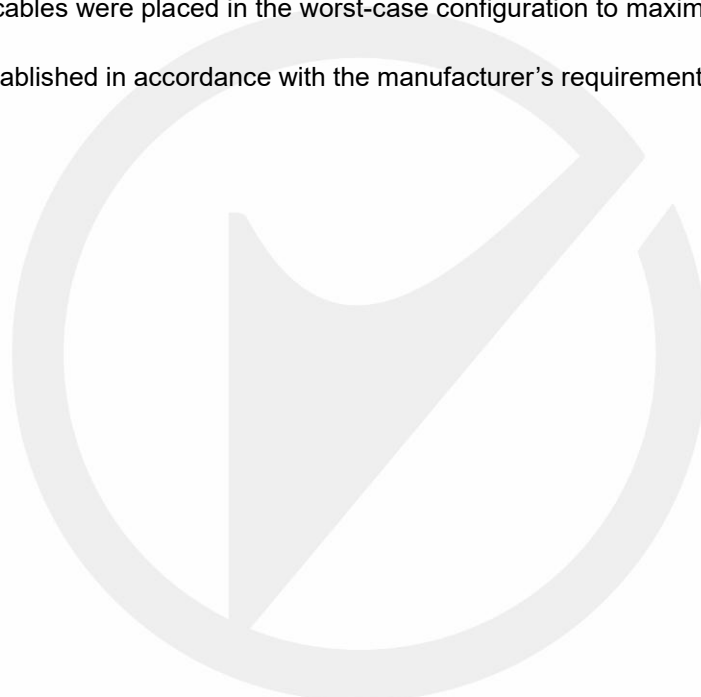 cables were placed in the worst-case configuration to maxim
ablished in accordance with the manufacturer’s requirement